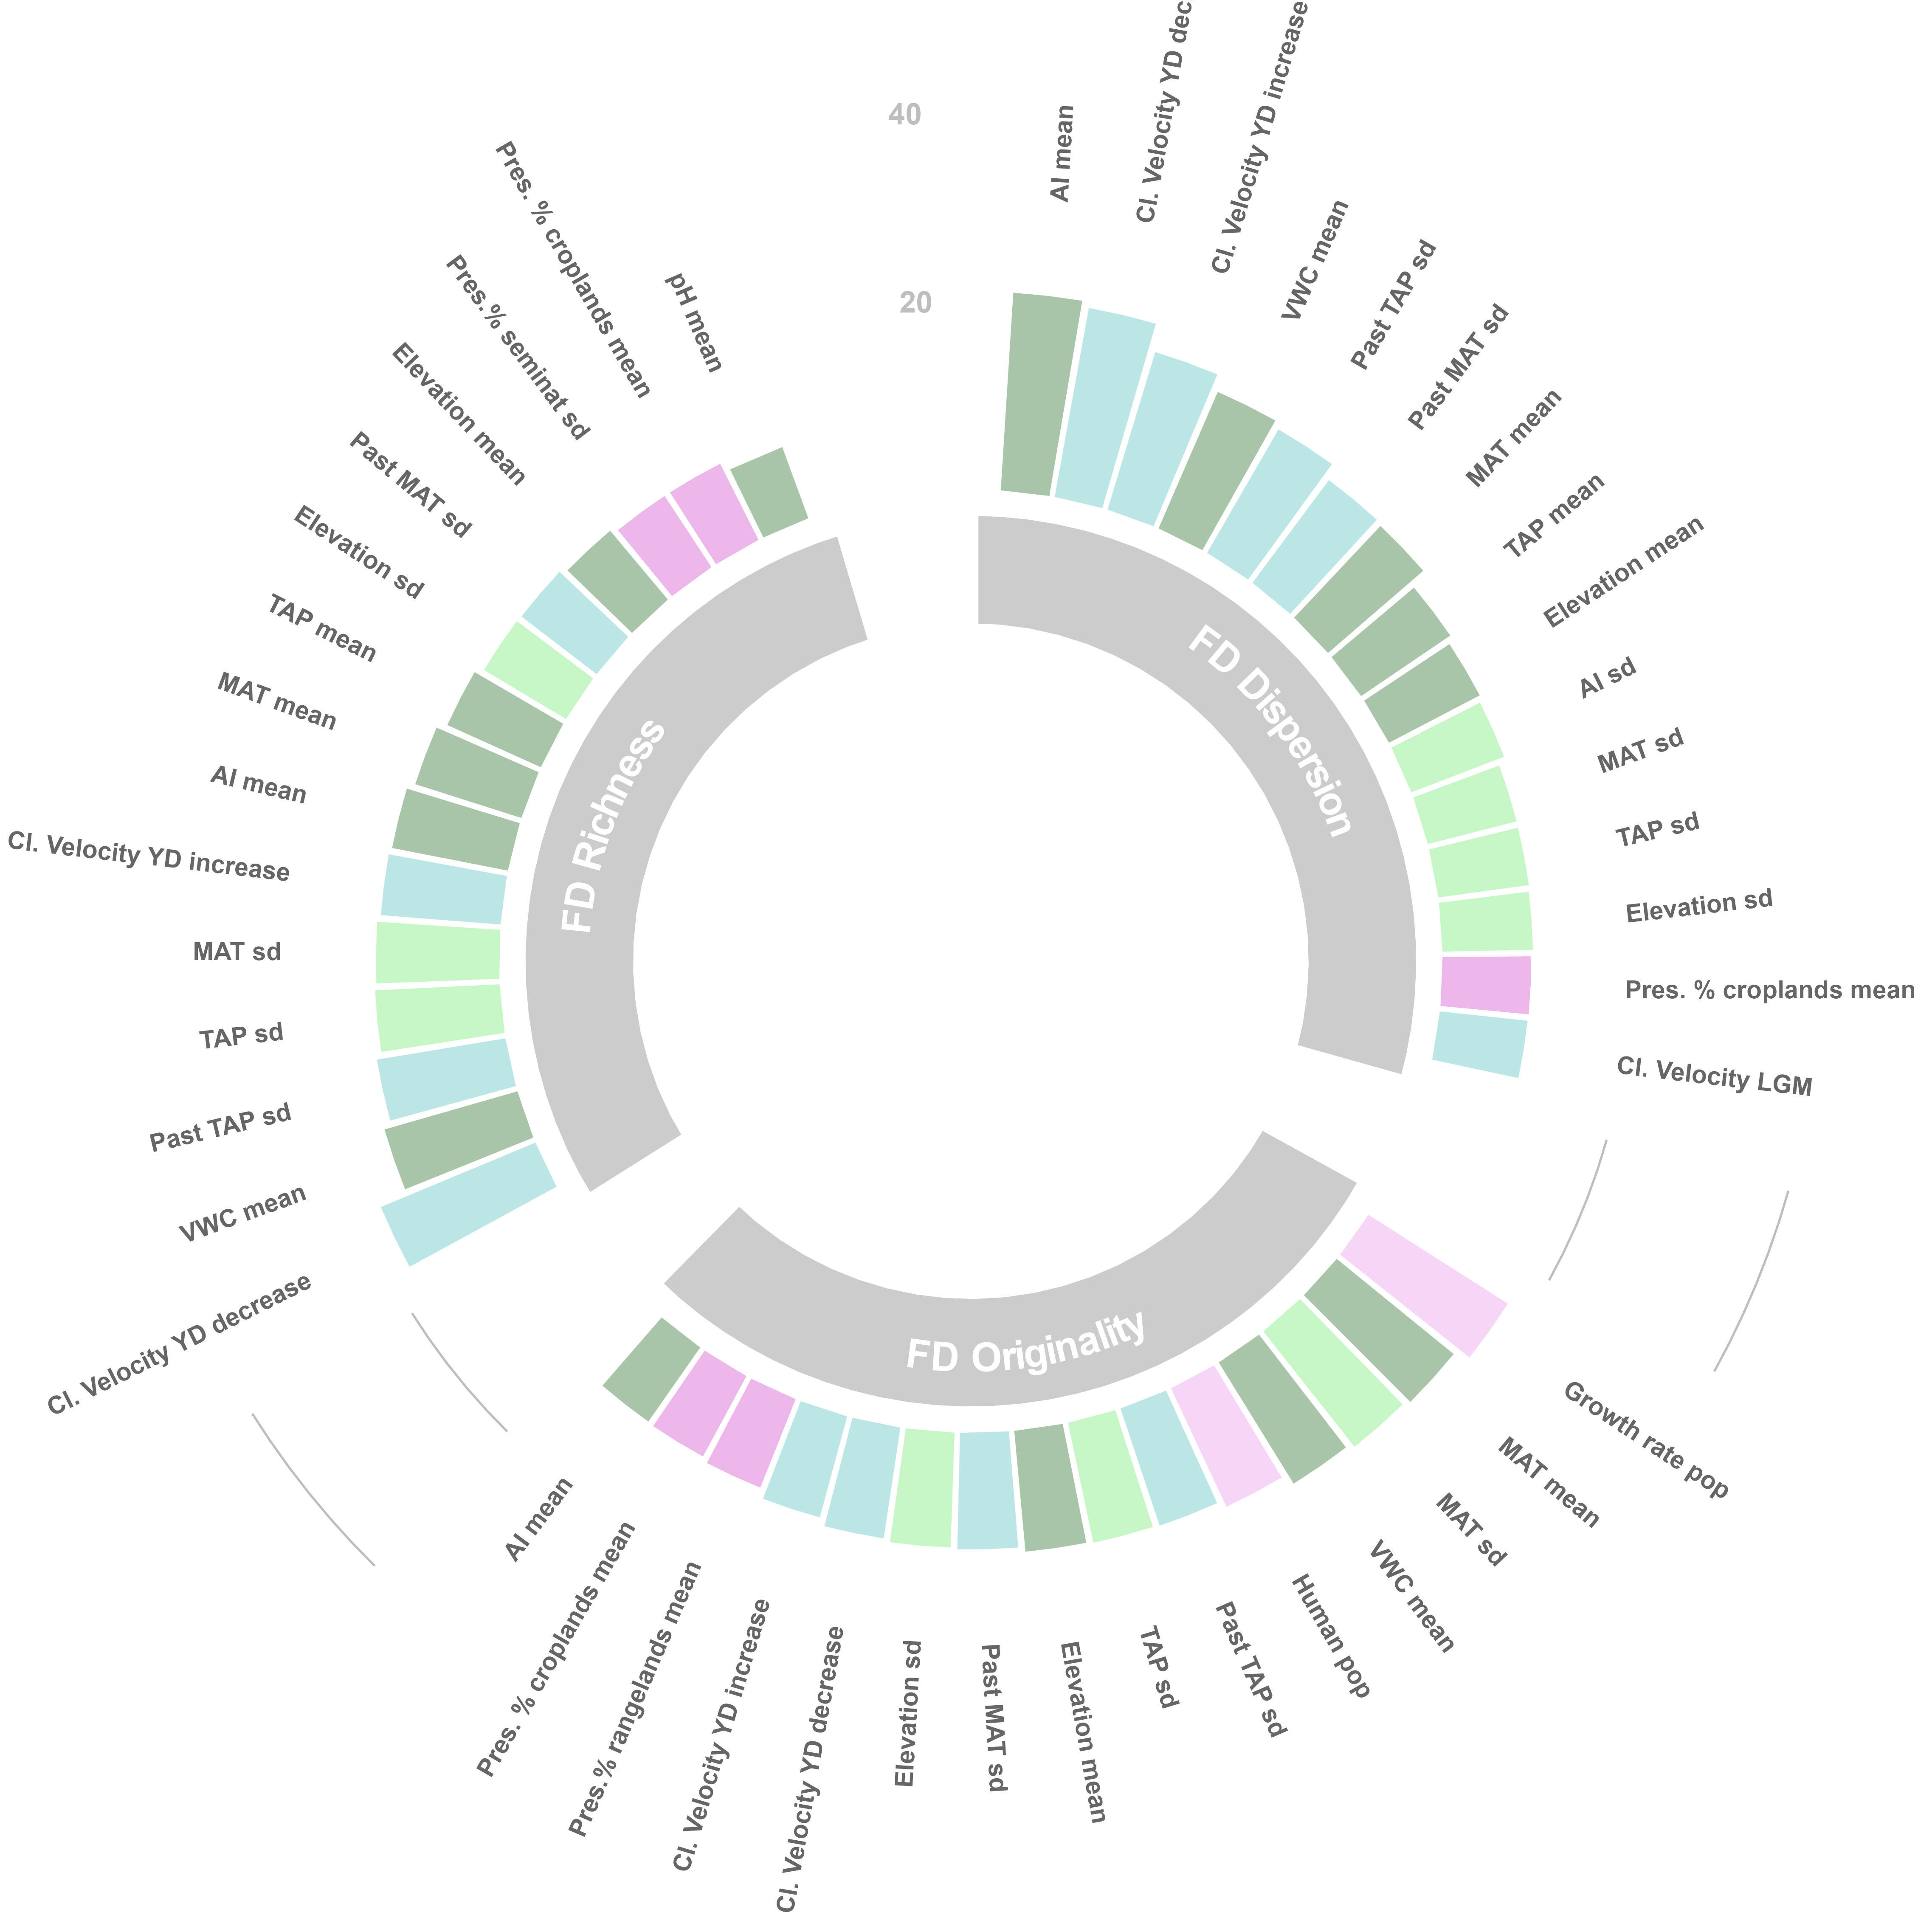 40
20
AI mean
Cl. Velocity YD dec
Cl. Velocity YD increase
VWC mean
Past TAP sd
Past MAT sd
MAT mean
TAP mean
Elevation mean
AI sd
MAT sd
TAP sd
Elevation sd
Pres. % croplands mean
Cl. Velocity LGM
Growth rate pop
MAT mean
MAT sd
VWC mean
Human pop
Past TAP sd
TAP sd
Elevation mean
Past MAT sd
Elevation sd
Cl. Velocity YD decrease
Cl. Velocity YD increase
Pres.% rangelands mean
Pres. % croplands mean
AI mean
Cl. Velocity YD decrease
VWC mean
Past TAP sd
TAP sd
MAT sd
Cl. Velocity YD increase
AI mean
MAT mean
TAP mean
Elevation sd
Past MAT sd
Elevation mean
Pres.% seminat sd
Pres. % croplands mean
pH mean
FD Dispersion
FD Originality
FD Richness